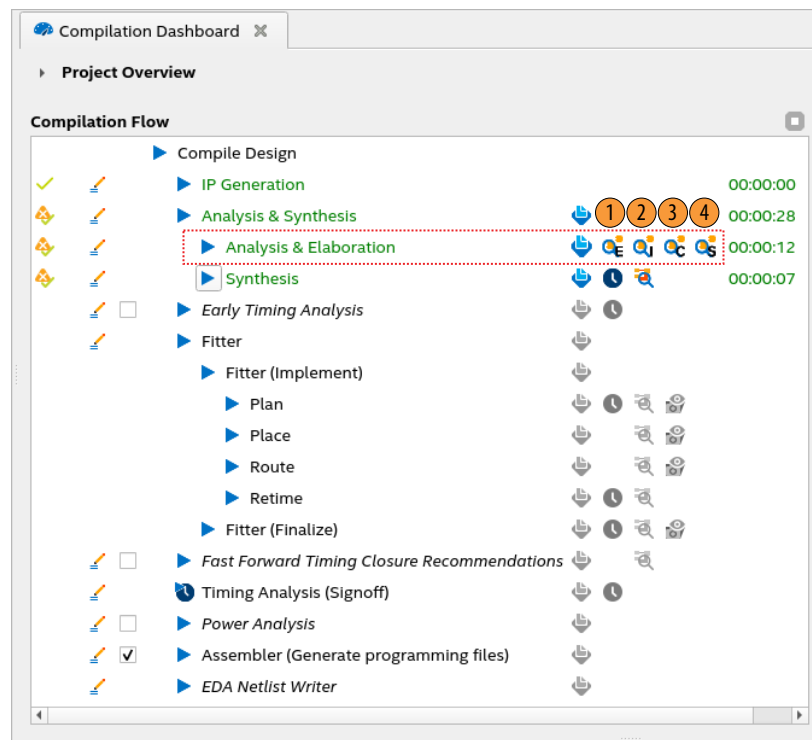 Compilation Dashboard
Project Overview
Compilation Flow
Compile Design
IP Generation 00:00:00
Analysis & Synthesis 1 2 3 4 00:00:28
Analysis & Elaboration E I C S 00:00:12
Synthesis 00:00:07
Early Timing Analysis
Fitter
Fitter (Implement)
Plan
Place
Route
Retime
Fitter (Finalize)
Fast Forward Timing Closure Recommendations
Timing Analysis (Signoff)
Power Analysis
Assembler (Generate programming files)
EDA Netlist Writer